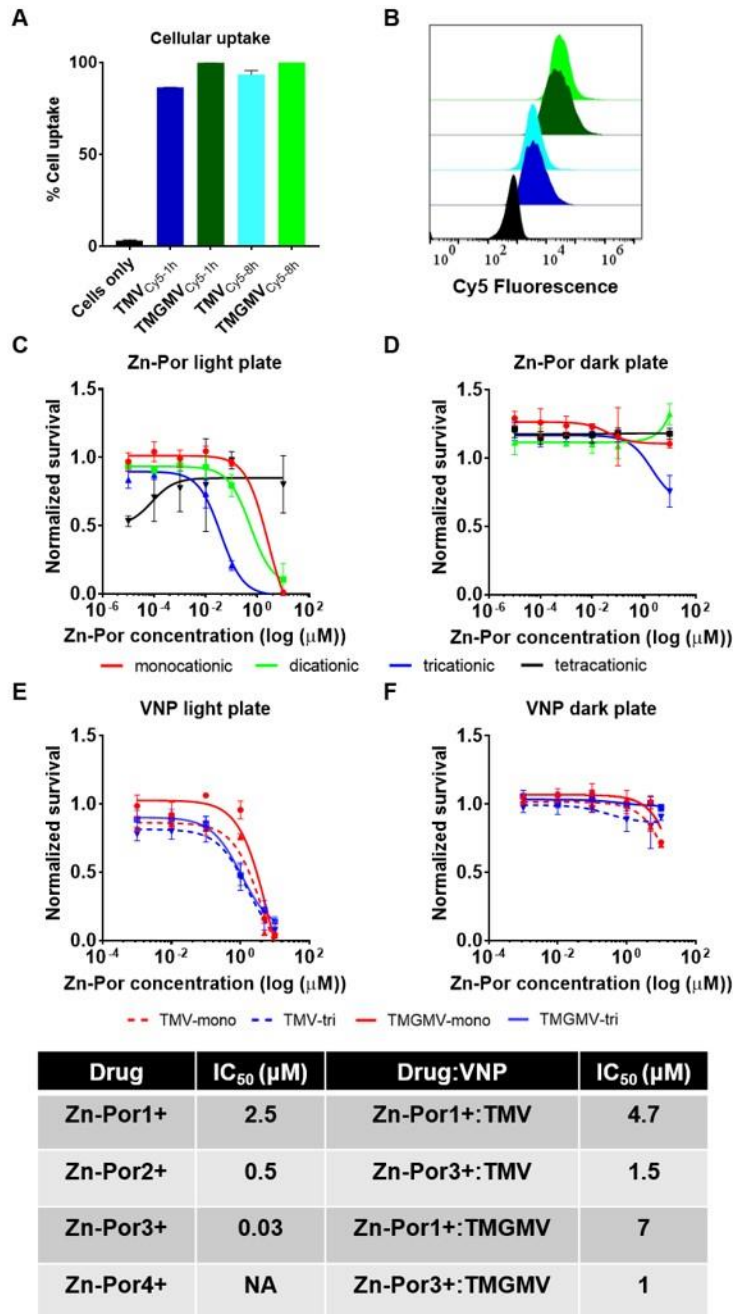 A
Cellular uptake
% Cell uptake
100
50
0
Cells only
TMV Cy5-1h
TMGMV Cy5-1h
TMV Cy5-8h
TMGMV Cy5-8h
B
10^0
10^2
10^4
10^6
Cy5 Fluorescence
C
Zn-Por light plate
Normalized survival
1.5
1.0
0.5
0.0
10^-6
10^-4
10^-2
10^0
10^2
Zn-Por concentration (log (μM))
D
Zn-Por dark plate
Normalized survival
1.5
1.0
0.5
0.0
10^-6
10^-4
10^-2
10^0
10^2
Zn-Por concentration (log (μM))
monocationic dicationic tricationic tetracationic
E
VNP light plate
Normalized survival
1.5
1.0
0.5
0.0
10^-4
10^-2
10^0
10^2
Zn-Por concentration (log (μM))
F
VNP dark plate
Normalized survival
1.5
1.0
0.5
0.0
10^-4
10^-2
10^0
10^2
Zn-Por concentration (log (μM))
TMV-mono TMV-tri TMGMV-mono TMGMV-tri
Drug IC50 (μM) Drug:VNP IC50 (μM)
Zn-Por1+ 2.5 Zn-Por1+:TMV 4.7
Zn-Por2+ 0.5 Zn-Por3+:TMV 1.5
Zn-Por3+ 0.03 Zn-Por1+:TMGMV 7
Zn-Por4+ NA Zn-Por3+:TMGMV 1